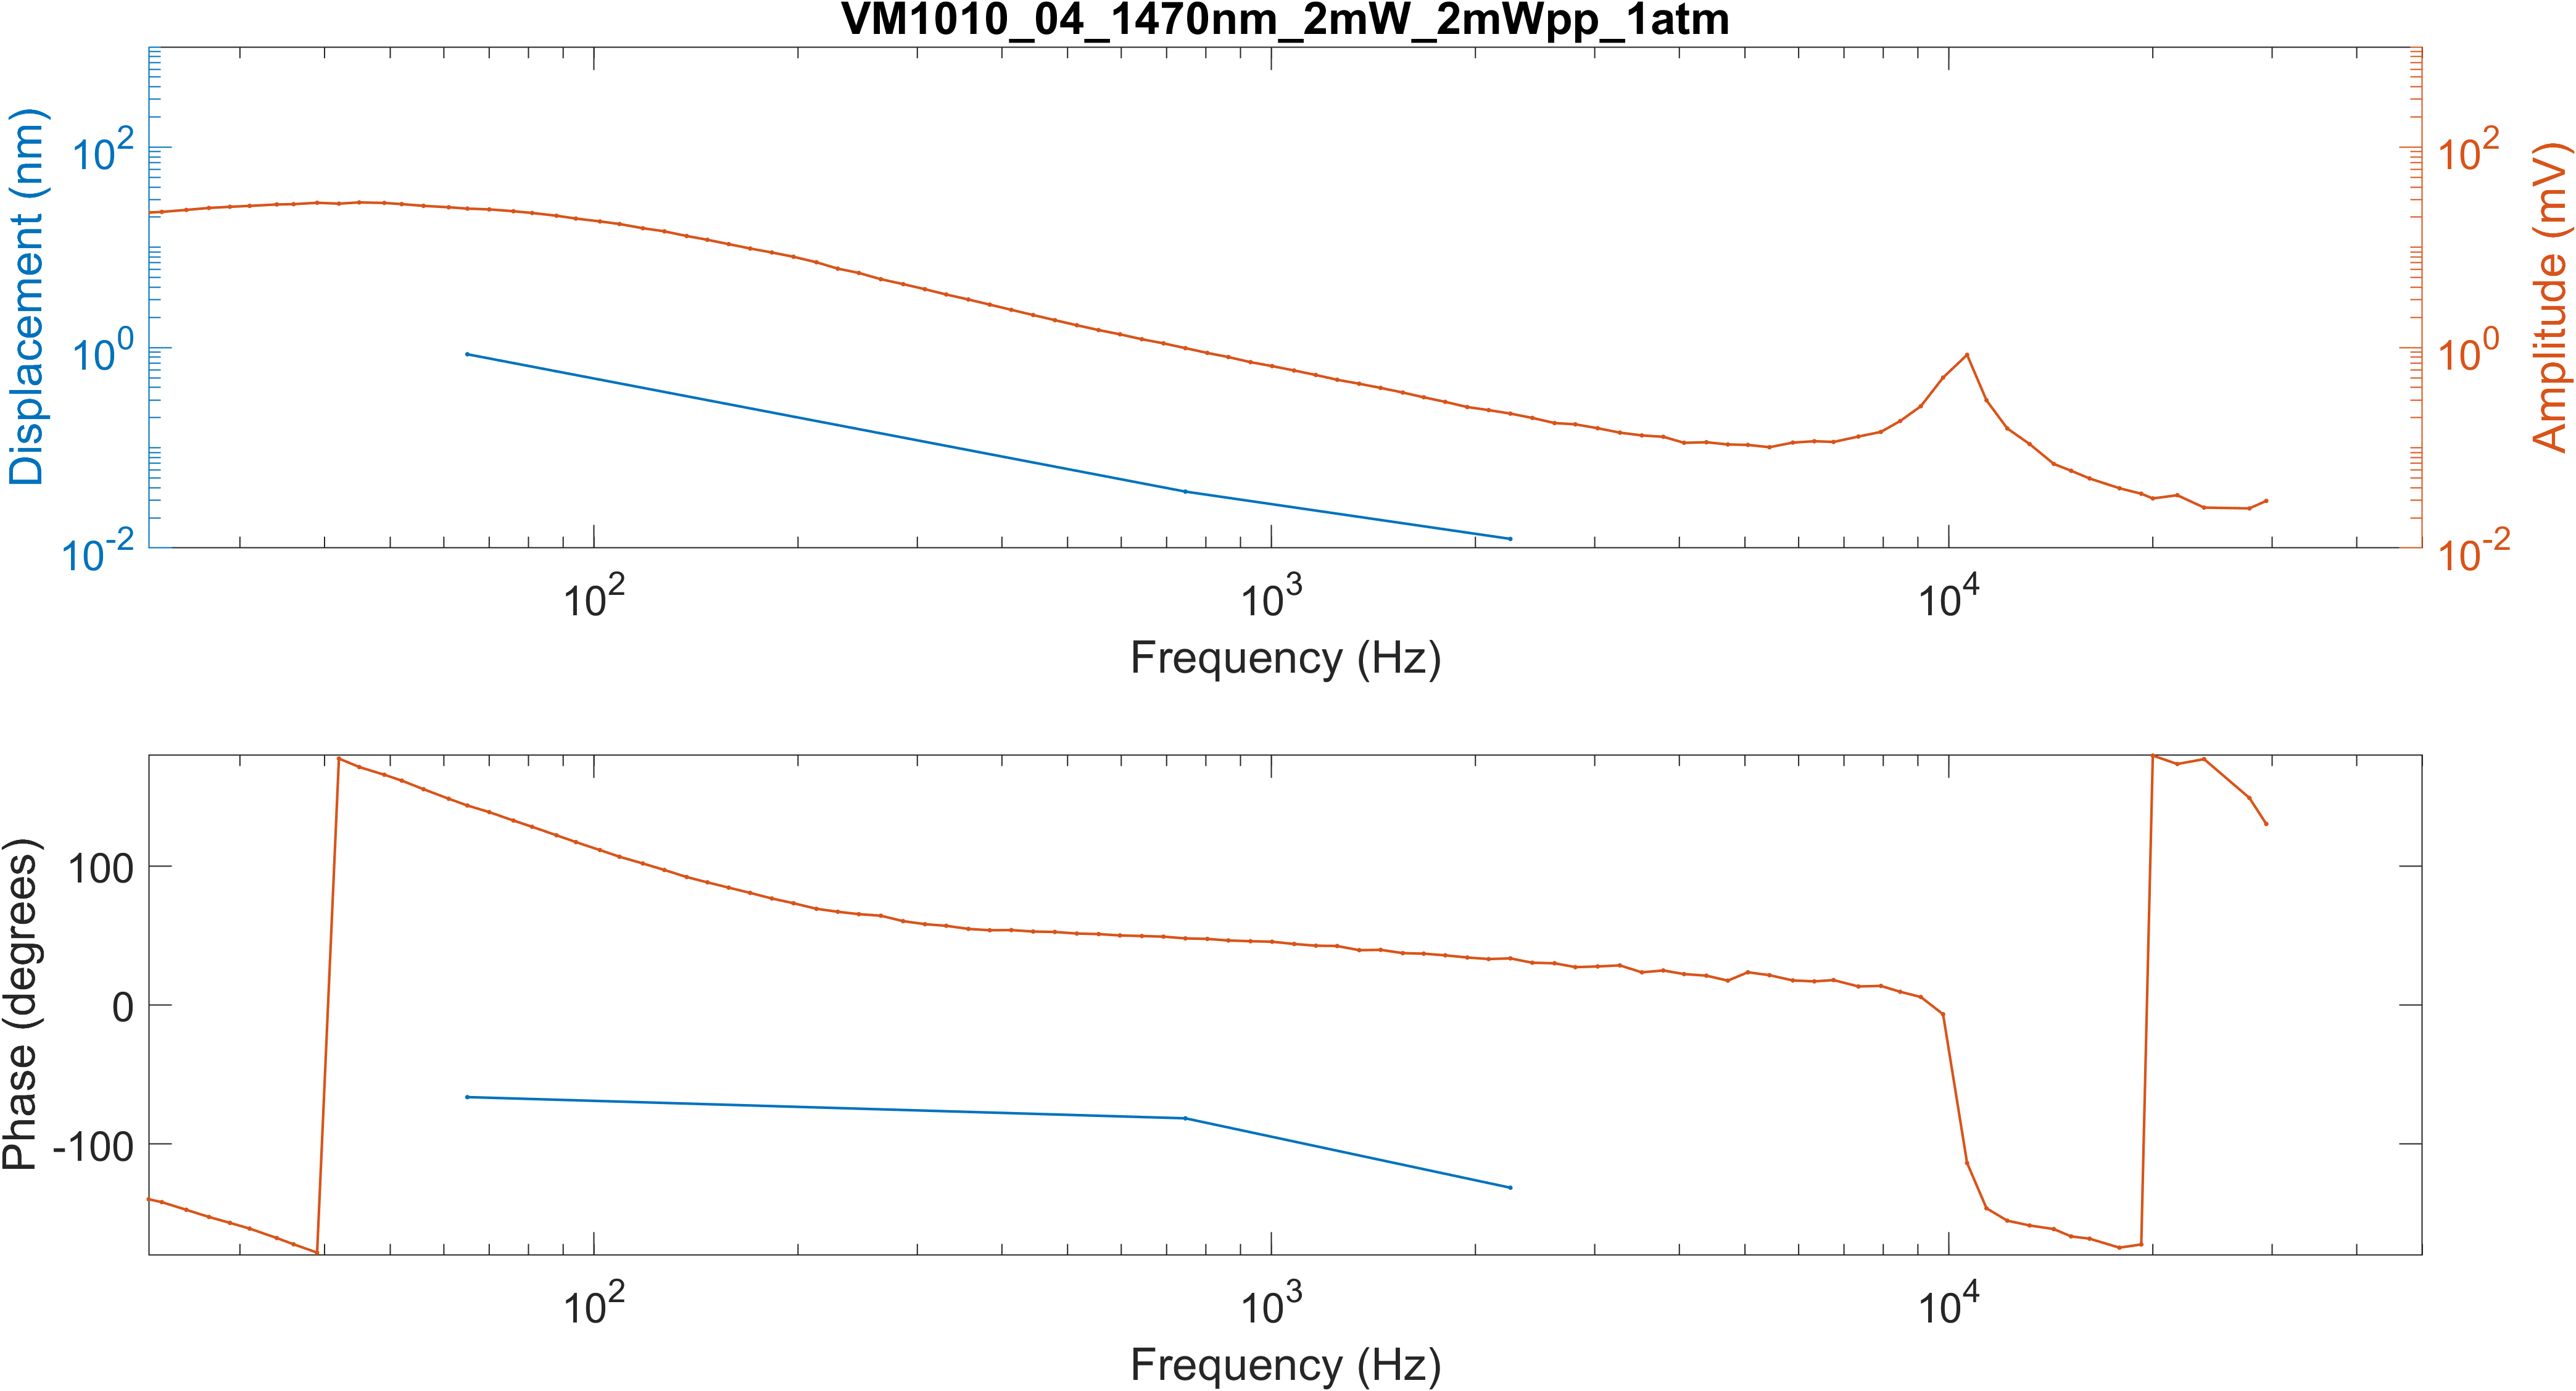 VM1010_04_1470nm_2mW_2mWpp_1atm
Displacement (nm)
10^2
10^0
10^-2
10^2
10^0
10^-2
Amplitude (mV)
10^2 10^3 10^4
Frequency (Hz)
Phase (degrees)
100
0
-100
10^2 10^3 10^4
Frequency (Hz)